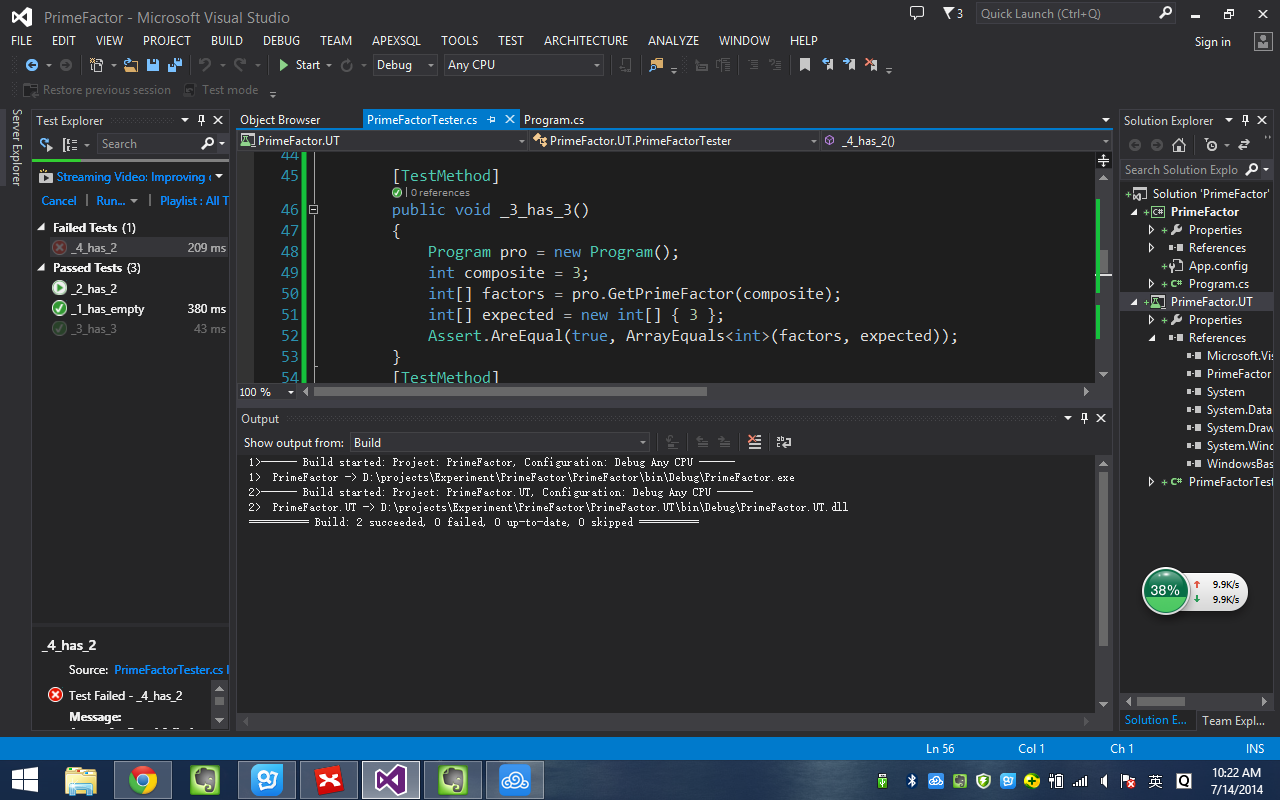 PrimeFactor - Microsoft Visual Studio
3
Quick Launch (Ctrl+Q)
FILE EDIT VIEW PROJECT BUILD DEBUG TEAM APEXSQL TOOLS TEST ARCHITECTURE ANALYZE WINDOW HELP
Sign in
Start Debug Any CPU
Restore previous session Test mode
Server Explorer
Test Explorer
Search
Streaming Video: Improving
Cancel | Run... | Playlist : All T
Failed Tests (1)
_4_has_2 209 ms
Passed Tests (3)
_2_has_2
_1_has_empty 380 ms
_3_has_3 43 ms
_4_has_2
Source: PrimeFactorTester.cs
Test Failed - _4_has_2
Message:
Object Browser PrimeFactorTester.cs Program.cs
PrimeFactor.UT PrimeFactor.UT.PrimeFactorTester _4_has_2()
44
45 [TestMethod]
| 0 references
46 public void _3_has_3()
47 {
48 Program pro = new Program();
49 int composite = 3;
50 int[] factors = pro.GetPrimeFactor(composite);
51 int[] expected = new int[] { 3 };
52 Assert.AreEqual(true, ArrayEquals<int>(factors, expected));
53 }
54 [TestMethod]
100 %
Output
Show output from: Build
1>------ Build started: Project: PrimeFactor, Configuration: Debug Any CPU ------
1> PrimeFactor -> D:\projects\Experiment\PrimeFactor\PrimeFactor\bin\Debug\PrimeFactor.exe
2>------ Build started: Project: PrimeFactor.UT, Configuration: Debug Any CPU ------
2> PrimeFactor.UT -> D:\projects\Experiment\PrimeFactor\PrimeFactor.UT\bin\Debug\PrimeFactor.UT.dll
========== Build: 2 succeeded, 0 failed, 0 up-to-date, 0 skipped ==========
Solution Explorer
Search Solution Explo
Solution 'PrimeFactor'
C# PrimeFactor
Properties
References
App.config
C# Program.cs
PrimeFactor.UT
Properties
References
Microsoft.Vis
PrimeFactor
System
System.Data
System.Draw
System.Wind
WindowsBas
C# PrimeFactorTest
38% 9.9K/s
9.9K/s
Solution E... Team Expl...
Ln 56 Col 1 Ch 1 INS
英
10:22 AM
7/14/2014